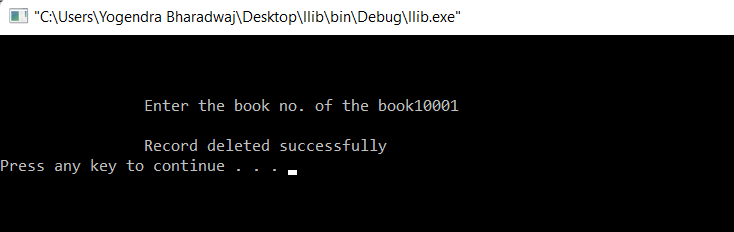 "C:\Users\Yogendra Bharadwaj\Desktop\llib\bin\Debug\llib.exe"
Enter the book no. of the book10001
Record deleted successfully
Press any key to continue . . .